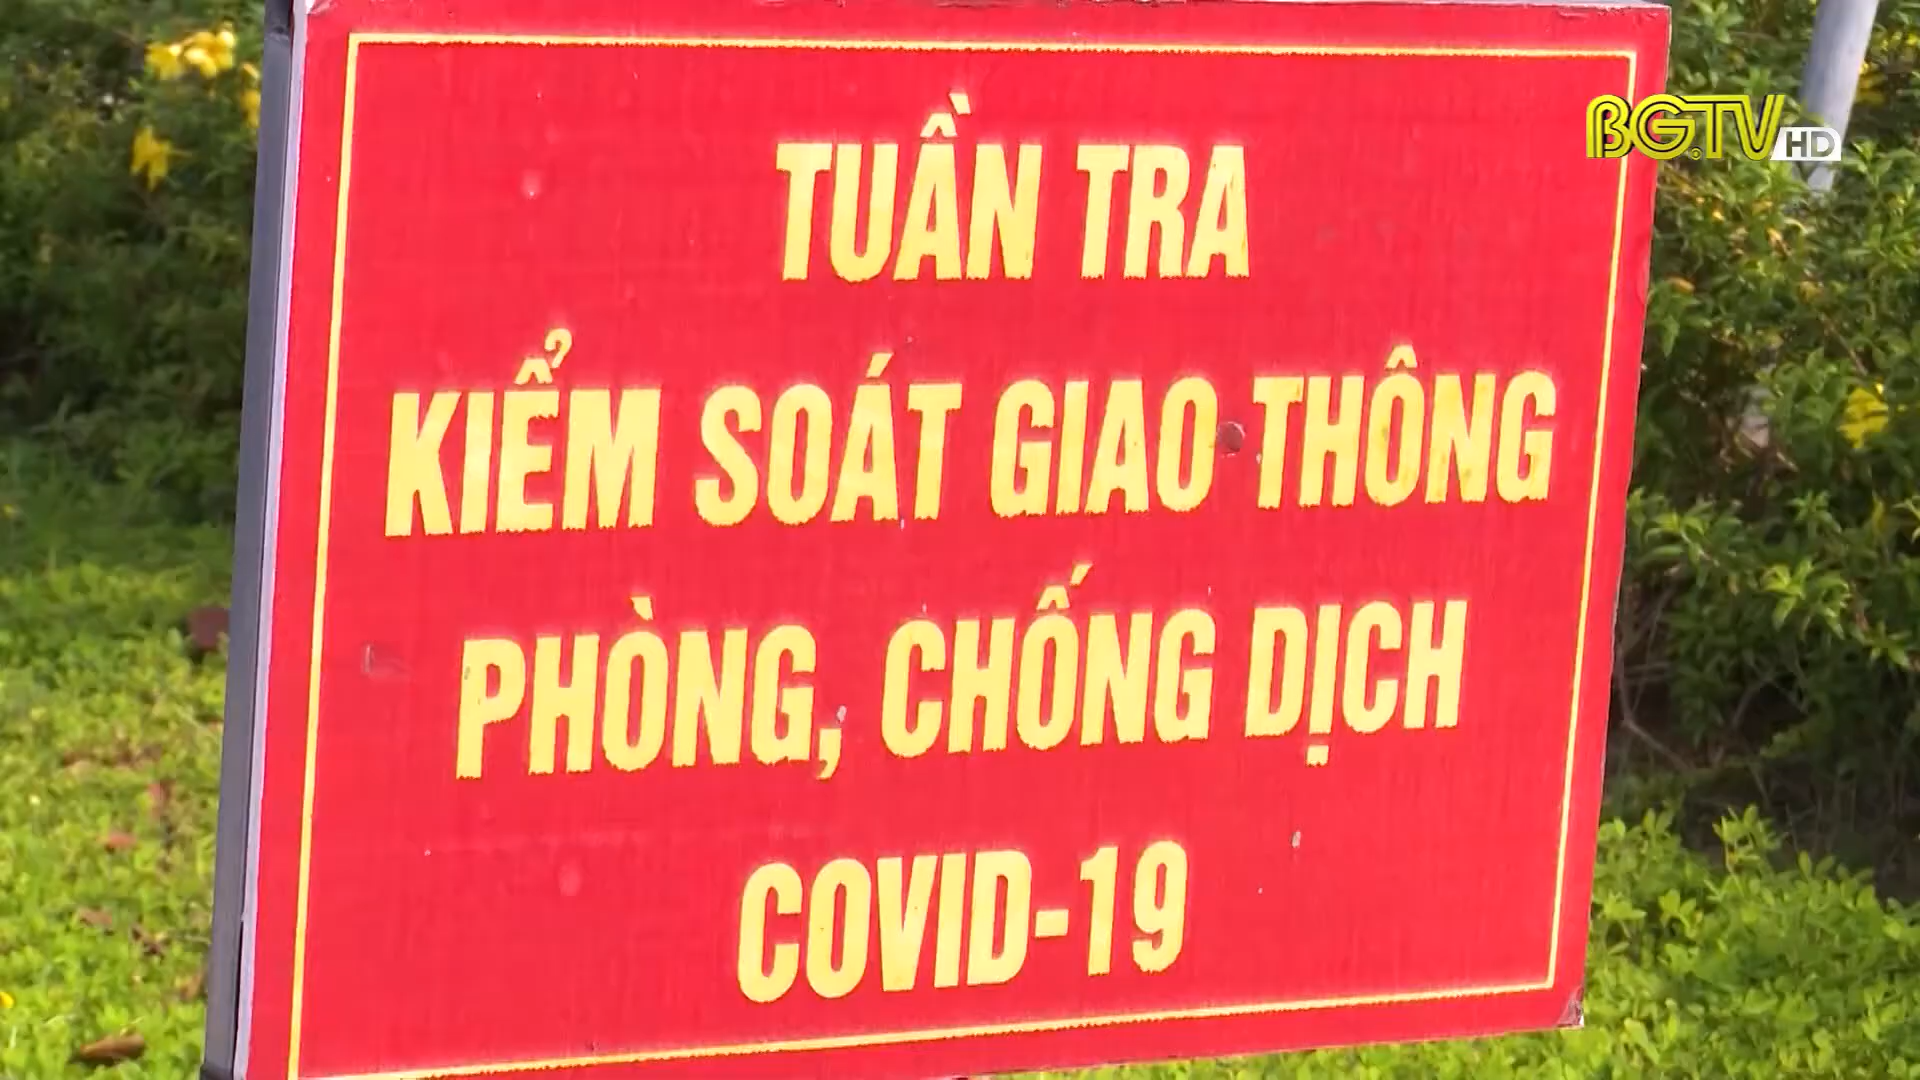 BGTV HD
TUẦN TRA
KIỂM SOÁT GIAO THÔNG
PHÒNG, CHỐNG DỊCH
COVID-19